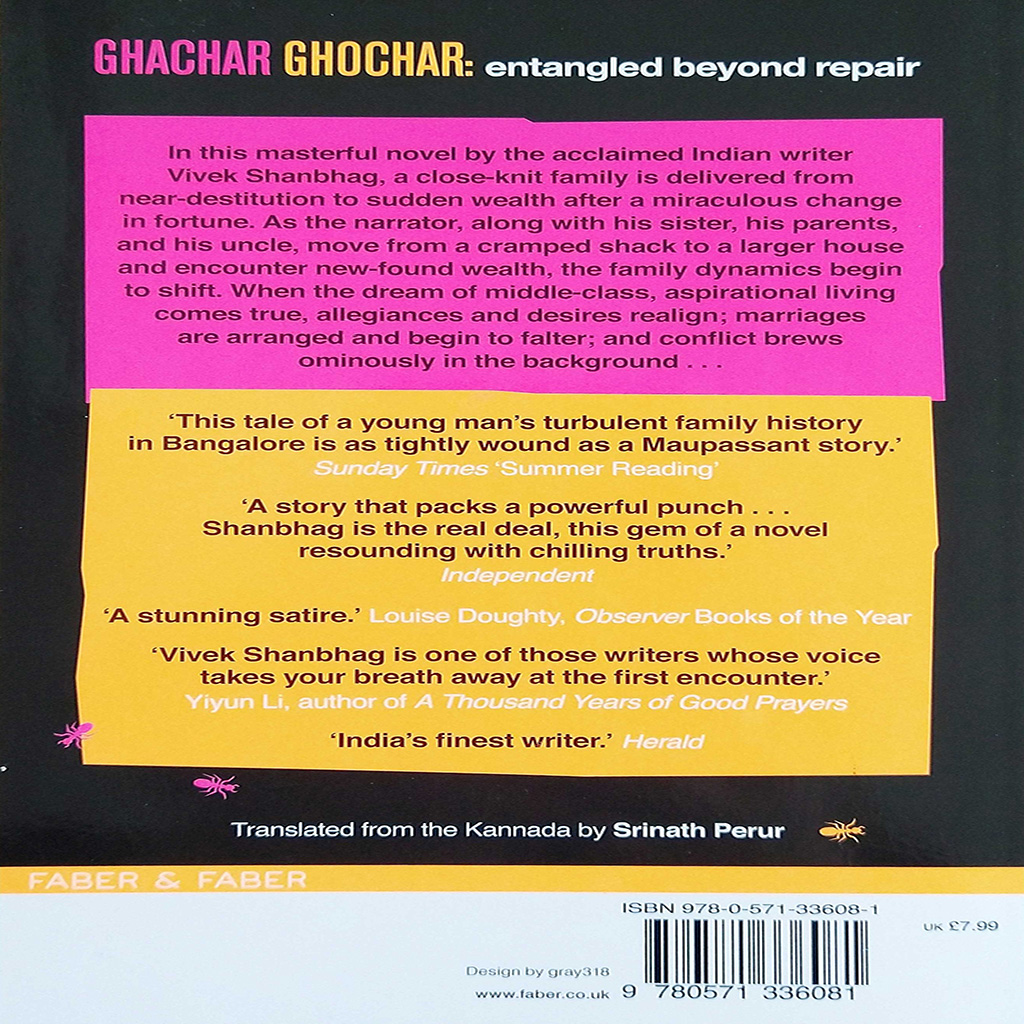 GHACHAR GHOCHAR: entangled beyond repair
In this masterful novel by the acclaimed Indian writer
Vivek Shanbhag, a close-knit family is delivered from
near-destitution to sudden wealth after a miraculous change
in fortune. As the narrator, along with his sister, his parents,
and his uncle, move from a cramped shack to a larger house
and encounter new-found wealth, the family dynamics begin
to shift. When the dream of middle-class, aspirational living
comes true, allegiances and desires realign; marriages
are arranged and begin to falter; and conflict brews
ominously in the background . . .
‘This tale of a young man’s turbulent family history
in Bangalore is as tightly wound as a Maupassant story.’
Sunday Times ‘Summer Reading’
‘A story that packs a powerful punch . . .
Shanbhag is the real deal, this gem of a novel
resounding with chilling truths.’
Independent
‘A stunning satire.’ Louise Doughty, Observer Books of the Year
‘Vivek Shanbhag is one of those writers whose voice
takes your breath away at the first encounter.’
Yiyun Li, author of A Thousand Years of Good Prayers
‘India’s finest writer.’ Herald
Translated from the Kannada by Srinath Perur
FABER & FABER
ISBN 978-0-571-33608-1
UK £7.99
Design by gray318
www.faber.co.uk
9 780571 336081